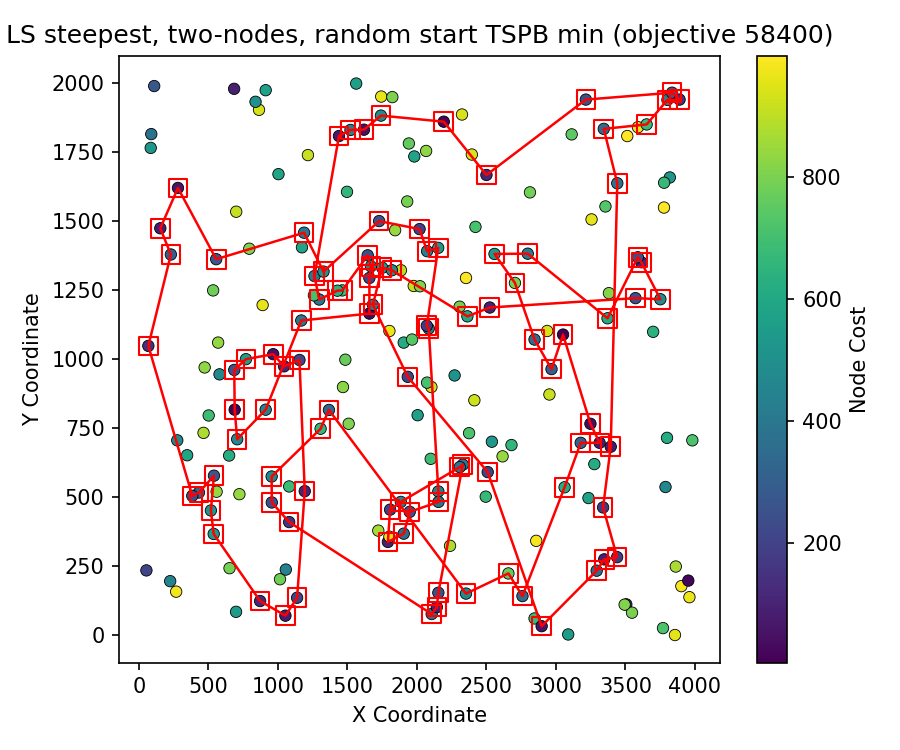 LS steepest, two-nodes, random start TSPB min (objective 58400)
2000
1750
1500
1250
1000
750
500
250
0
Y Coordinate
0 500 1000 1500 2000 2500 3000 3500 4000
X Coordinate
800
600
400
200
Node Cost